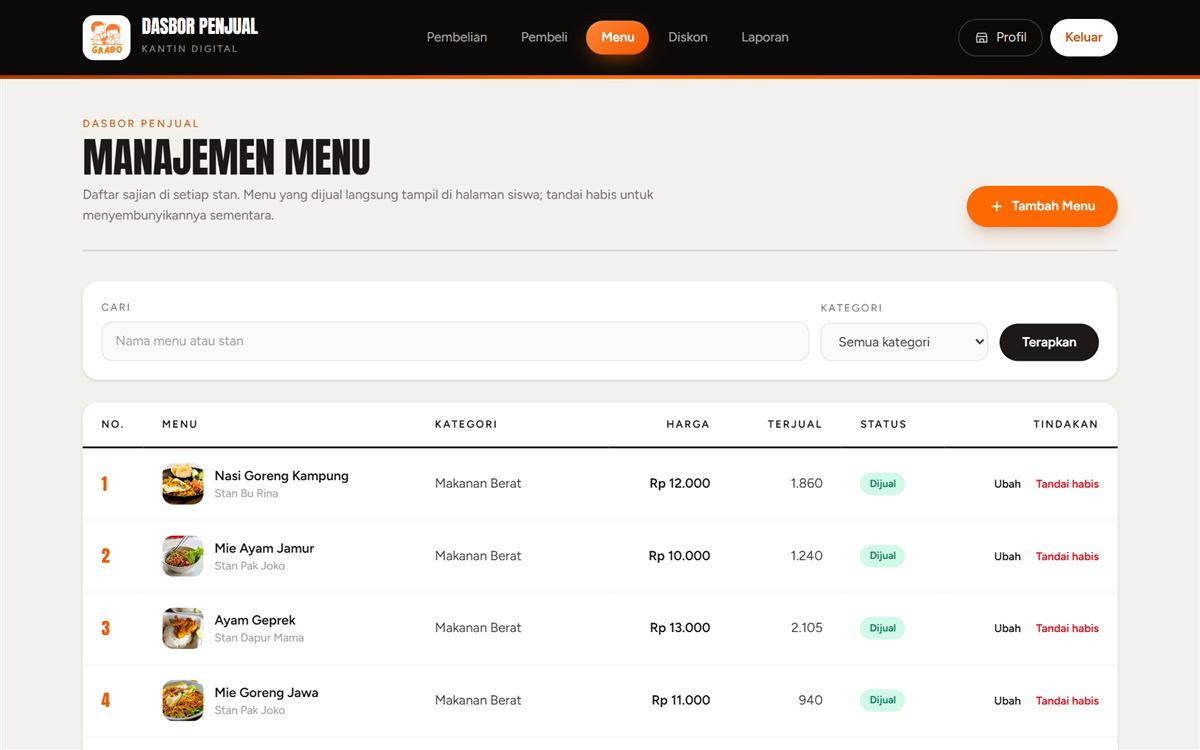 GRABO
DASBOR PENJUAL
KANTIN DIGITAL
Pembelian
Pembeli
Menu
Diskon
Laporan
Profil
Keluar
DASBOR PENJUAL
MANAJEMEN MENU
Daftar sajian di setiap stan. Menu yang dijual langsung tampil di halaman siswa; tandai habis untuk
menyembunyikannya sementara.
+ Tambah Menu
CARI
KATEGORI
Nama menu atau stan
Semua kategori
Terapkan
NO. MENU KATEGORI HARGA TERJUAL STATUS TINDAKAN
1 Nasi Goreng Kampung Makanan Berat Rp 12.000 1.860 Dijual Ubah Tandai habis
Stan Bu Rina
2 Mie Ayam Jamur Makanan Berat Rp 10.000 1.240 Dijual Ubah Tandai habis
Stan Pak Joko
3 Ayam Geprek Makanan Berat Rp 13.000 2.105 Dijual Ubah Tandai habis
Stan Dapur Mama
4 Mie Goreng Jawa Makanan Berat Rp 11.000 940 Dijual Ubah Tandai habis
Stan Pak Joko